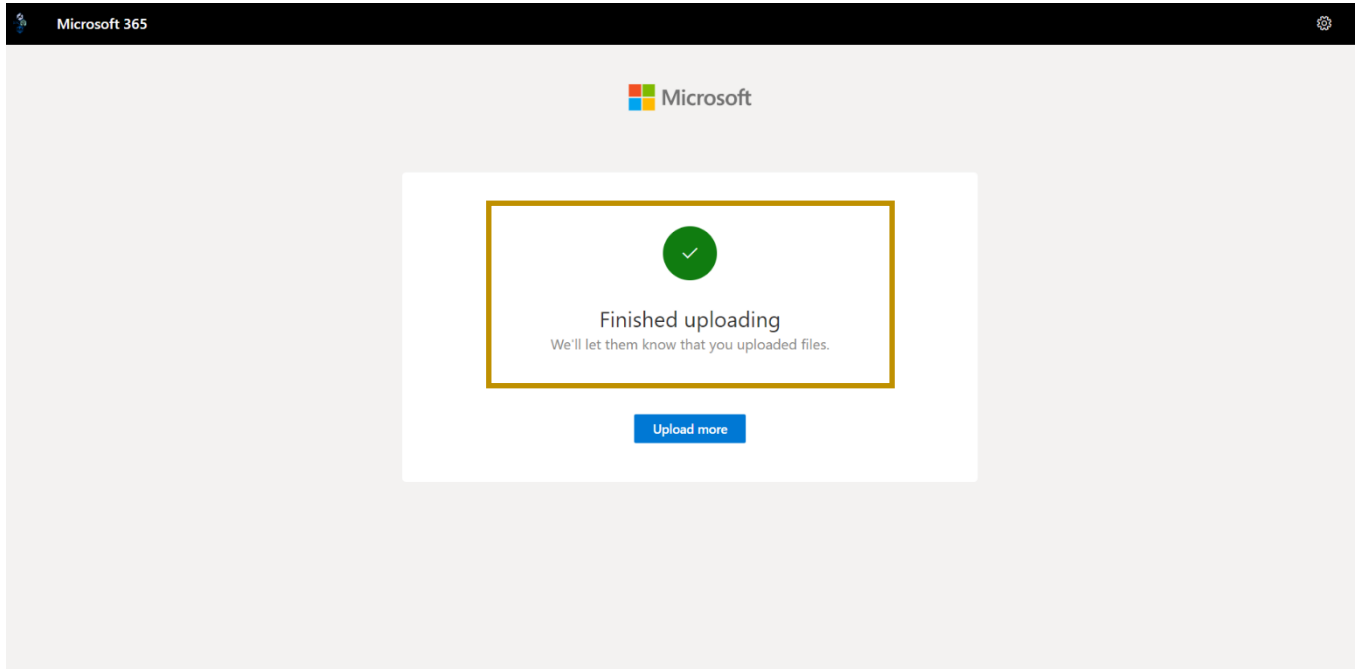 Microsoft 365
Microsoft
Finished uploading
We'll let them know that you uploaded files.
Upload more